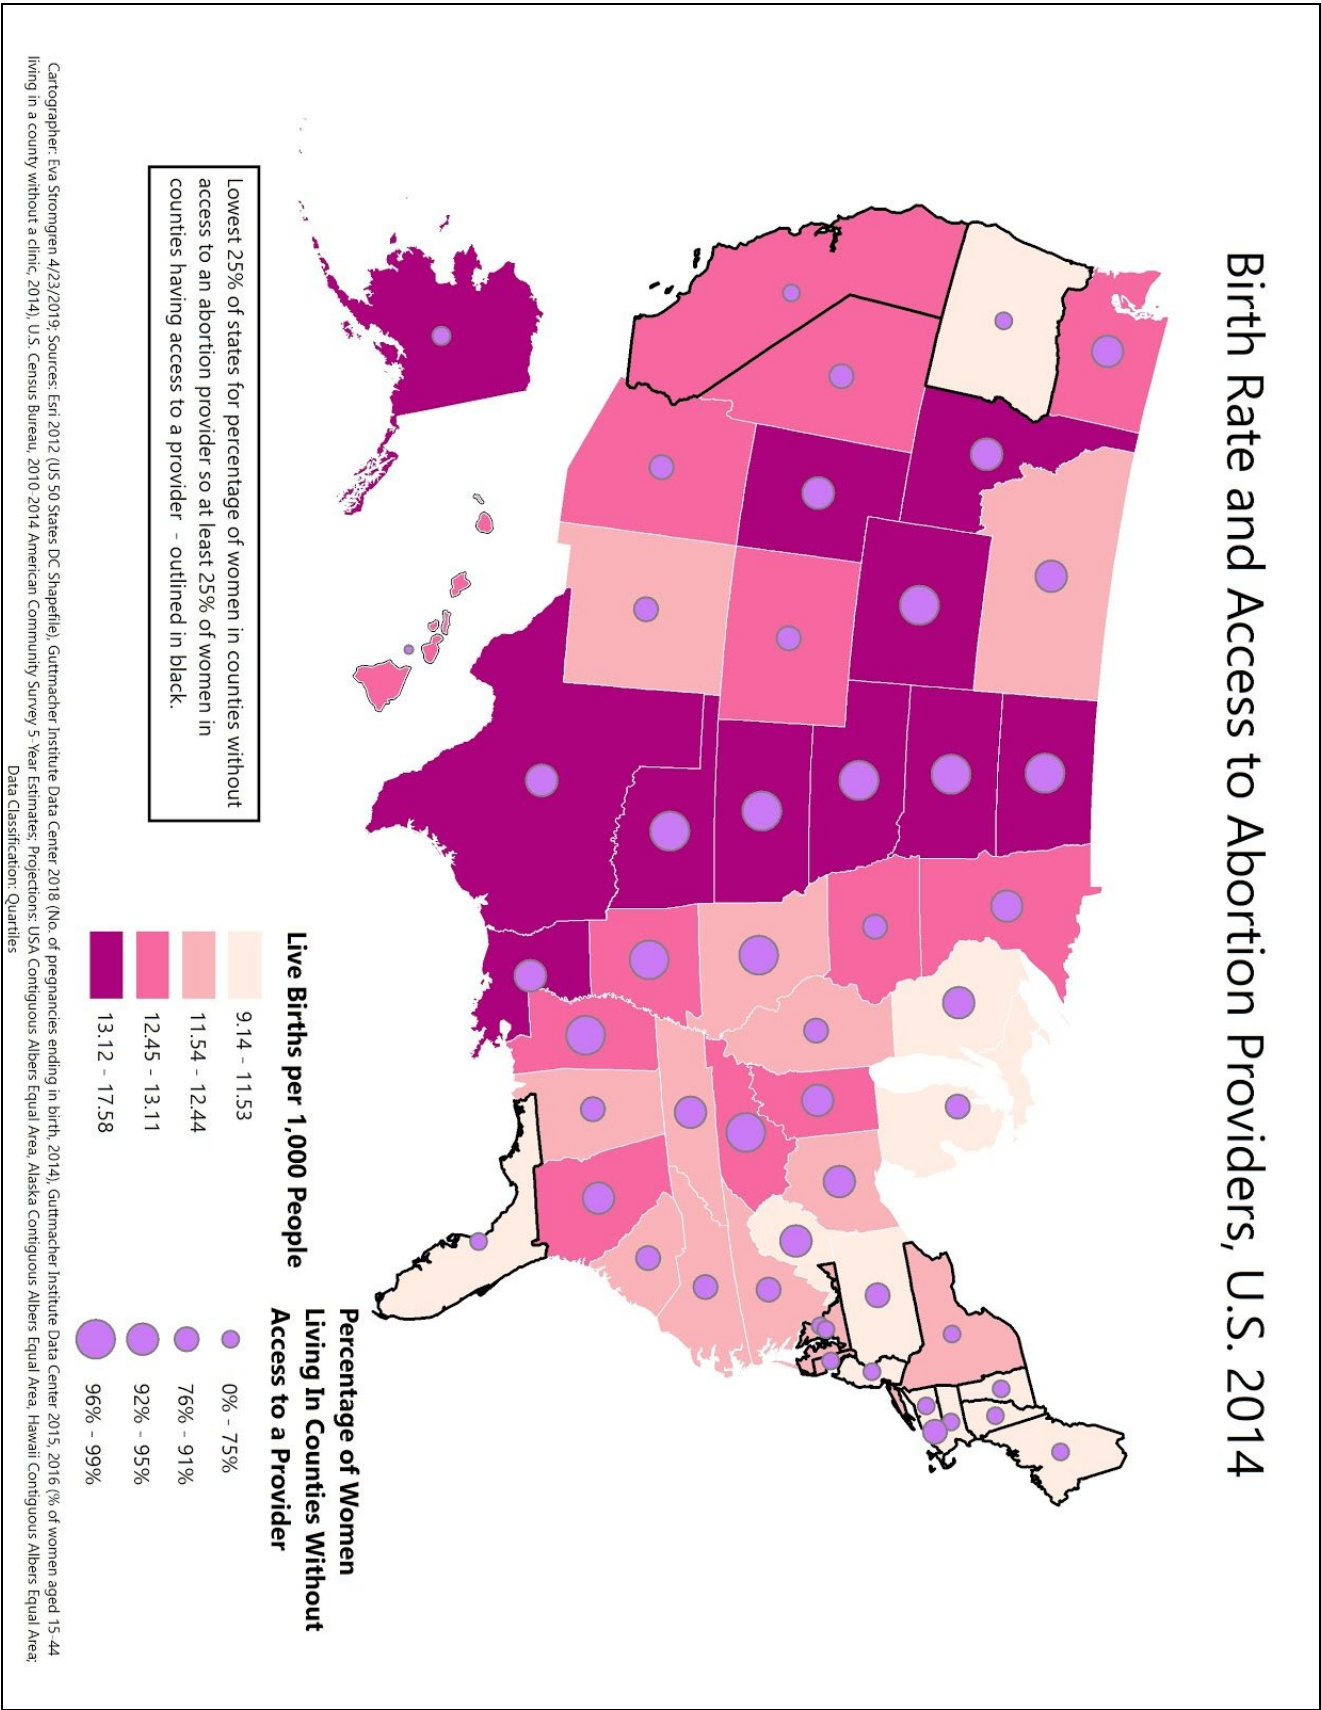 Birth Rate and Access to Abortion Providers, U.S. 2014
Lowest 25% of states for percentage of women in counties without
access to an abortion provider so at least 25% of women in
counties having access to a provider - outlined in black.
Live Births per 1,000 People
9.14 - 11.53
11.54 - 12.44
12.45 - 13.11
13.12 - 17.58
Percentage of Women
Living In Counties Without
Access to a Provider
0% - 75%
76% - 91%
92% - 95%
96% - 99%
Cartographer: Eva Stromgren 4/23/2019; Sources: Esri 2012 (US 50 States DC Shapefile), Guttmacher Institute Data Center 2018 (No. of pregnancies ending in birth, 2014), Guttmacher Institute Data Center 2015, 2016 (% of women aged 15-44
living in a county without a clinic, 2014), U.S. Census Bureau, 2010-2014 American Community Survey 5-Year Estimates; Projections: USA Contiguous Albers Equal Area, Alaska Contiguous Albers Equal Area, Hawaii Contiguous Albers Equal Area;
Data Classification: Quartiles